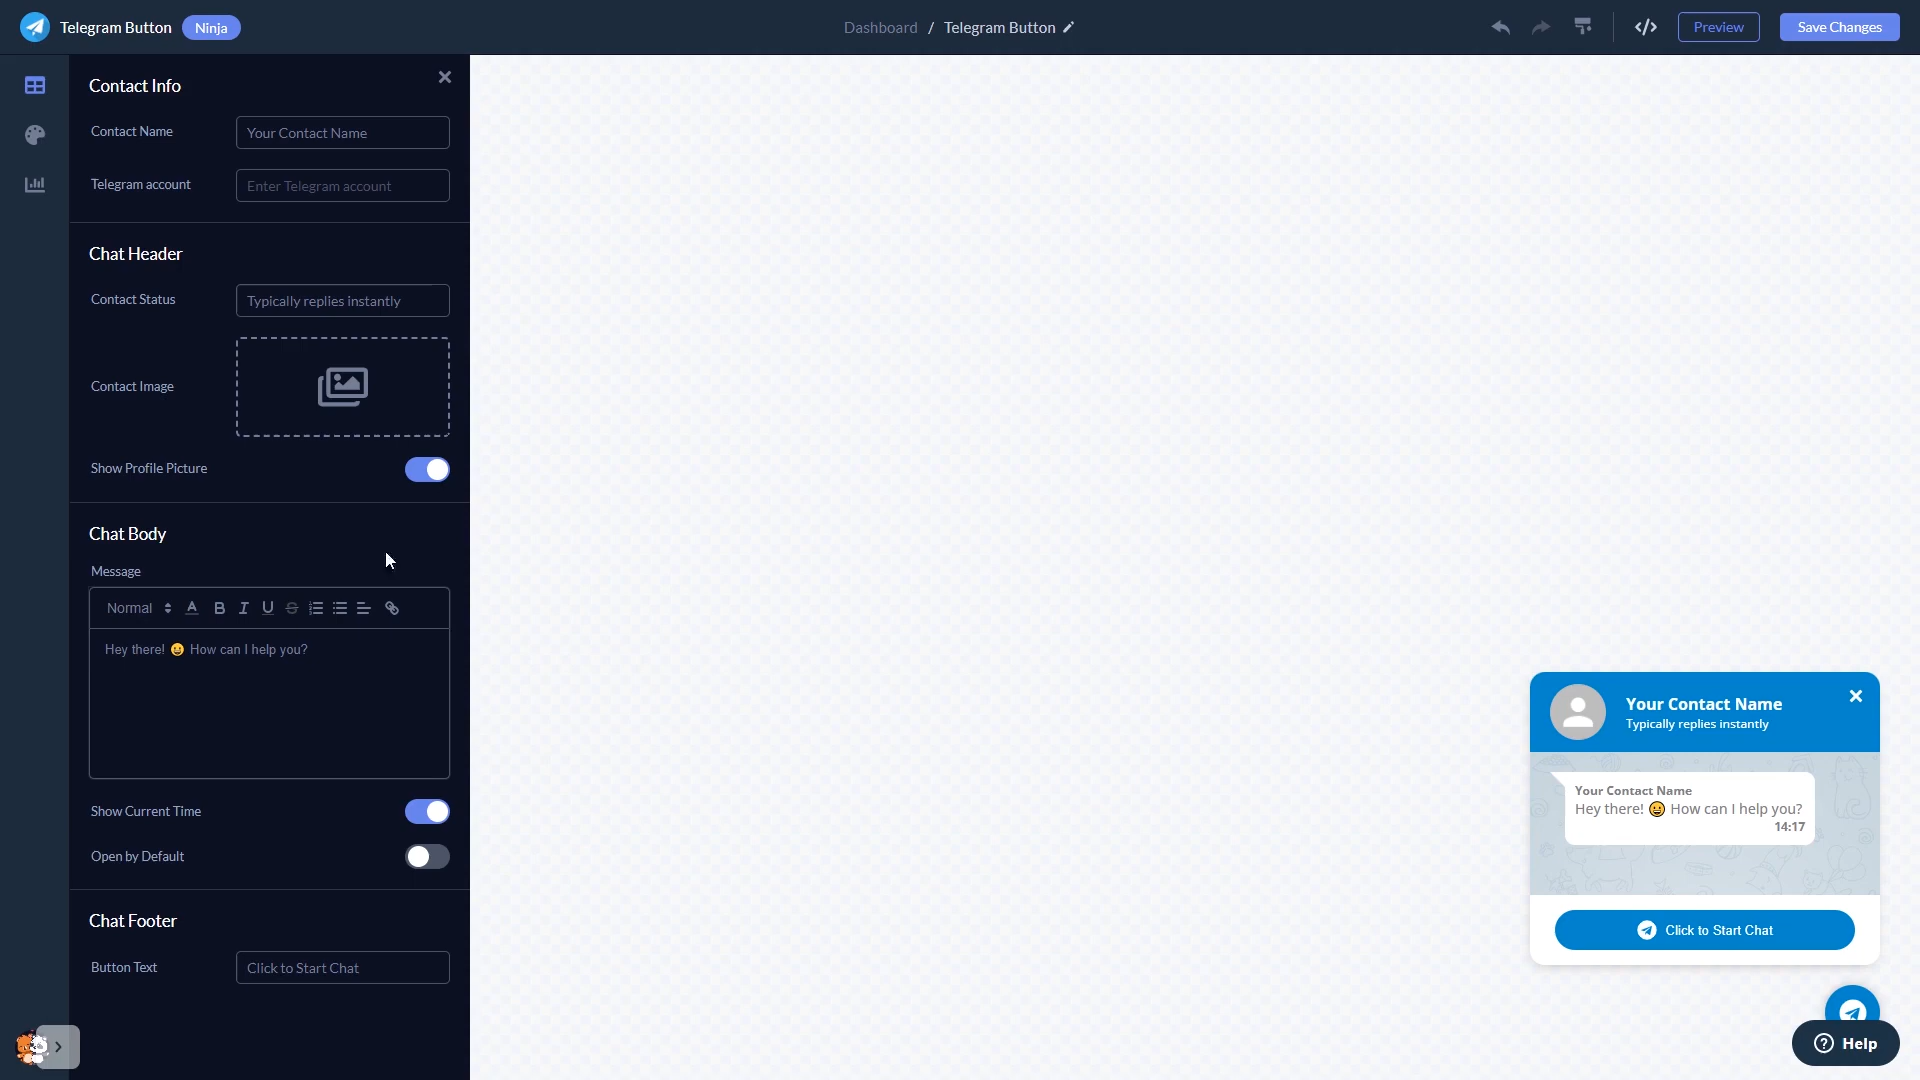 Telegram Button Ninja
Dashboard / Telegram Button
Preview
Save Changes
Contact Info
Contact Name
Your Contact Name
Telegram account
Enter Telegram account
Chat Header
Contact Status
Typically replies instantly
Contact Image
Show Profile Picture
Chat Body
Message
Normal A B I U S
Hey there! 😀 How can I help you?
Show Current Time
Open by Default
Chat Footer
Button Text
Click to Start Chat
Your Contact Name
Typically replies instantly
Your Contact Name
Hey there! 😀 How can I help you?
14:17
Click to Start Chat
Help